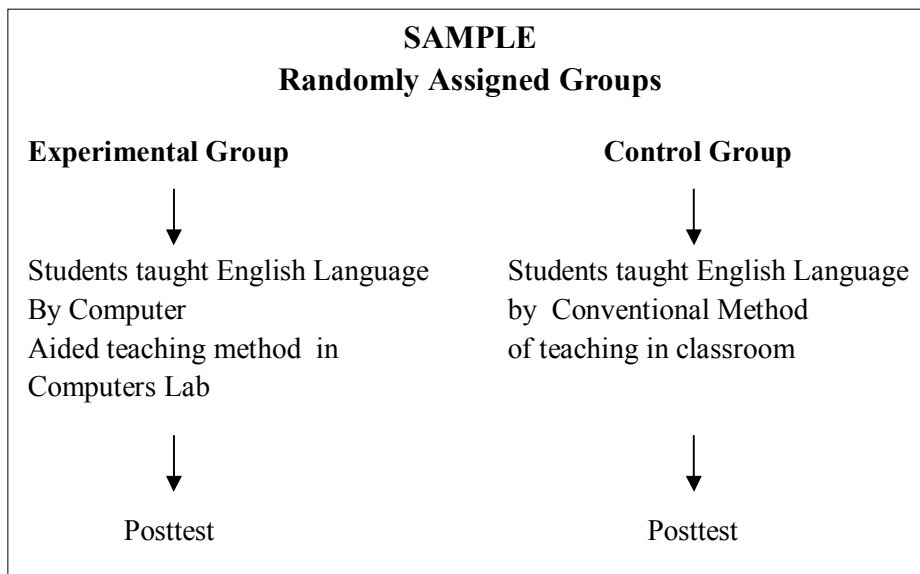 SAMPLE
Randomly Assigned Groups
Experimental Group
Control Group
Students taught English Language
By Computer
Aided teaching method in
Computers Lab
Students taught English Language
by Conventional Method
of teaching in classroom
Posttest
Posttest